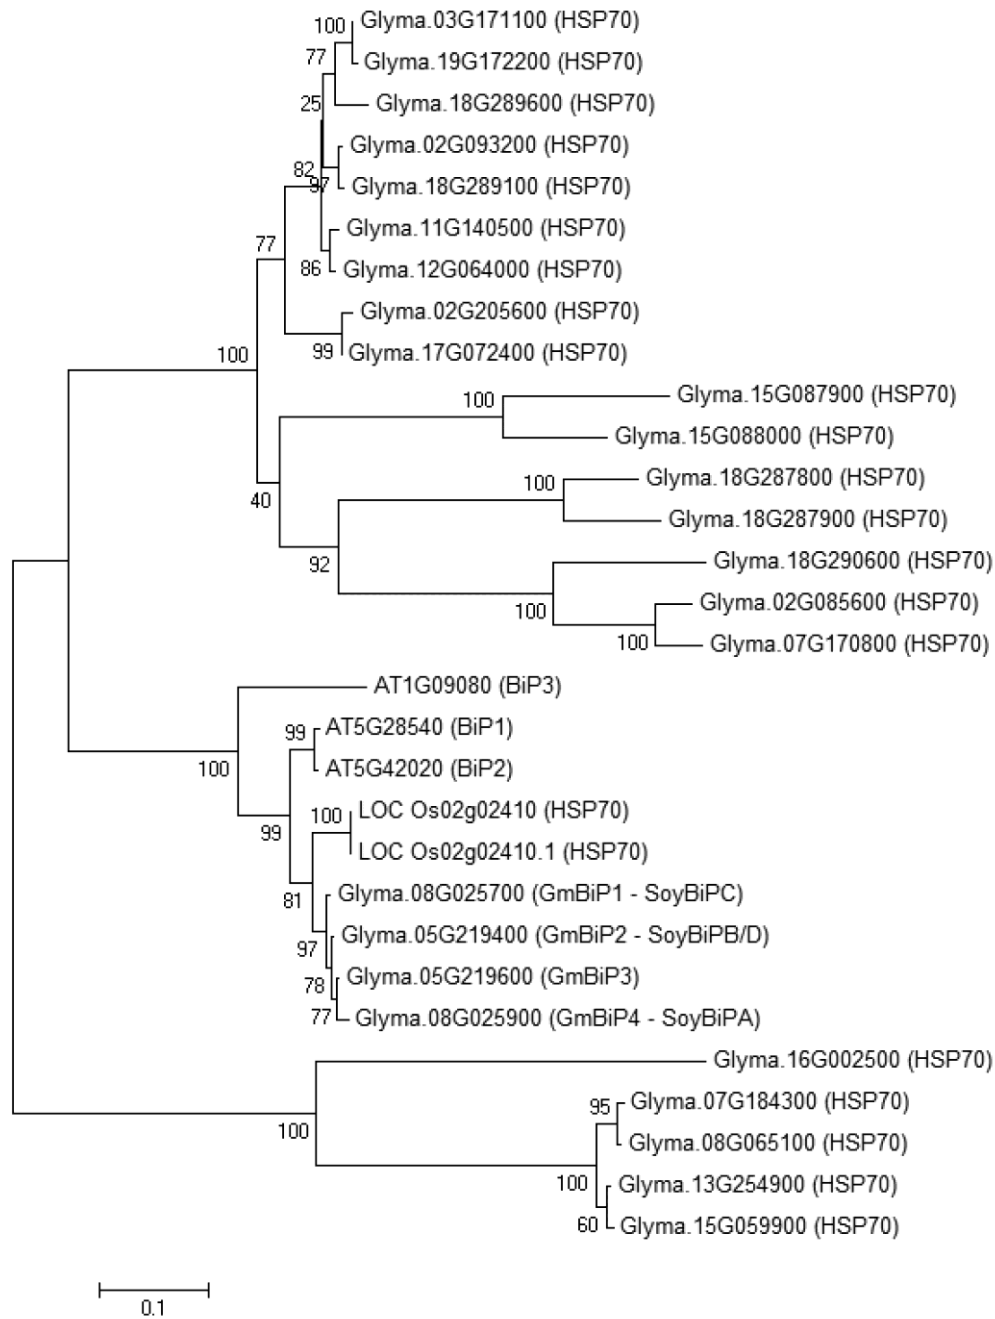 100
Glyma.03G171100 (HSP70)
77
Glyma.19G172200 (HSP70)
25
Glyma.18G289600 (HSP70)
Glyma.02G093200 (HSP70)
82
97
Glyma.18G289100 (HSP70)
Glyma.11G140500 (HSP70)
77
86
Glyma.12G064000 (HSP70)
Glyma.02G205600 (HSP70)
99
Glyma.17G072400 (HSP70)
100
100
Glyma.15G087900 (HSP70)
Glyma.15G088000 (HSP70)
100
Glyma.18G287800 (HSP70)
40
Glyma.18G287900 (HSP70)
92
Glyma.18G290600 (HSP70)
100
Glyma.02G085600 (HSP70)
100
Glyma.07G170800 (HSP70)
AT1G09080 (BiP3)
99
AT5G28540 (BiP1)
100
AT5G42020 (BiP2)
100
LOC Os02g02410 (HSP70)
99
LOC Os02g02410.1 (HSP70)
81
Glyma.08G025700 (GmBiP1 - SoyBiPC)
97
Glyma.05G219400 (GmBiP2 - SoyBiPB/D)
78
Glyma.05G219600 (GmBiP3)
77
Glyma.08G025900 (GmBiP4 - SoyBiPA)
Glyma.16G002500 (HSP70)
100
95
Glyma.07G184300 (HSP70)
Glyma.08G065100 (HSP70)
100
Glyma.13G254900 (HSP70)
60
Glyma.15G059900 (HSP70)
0.1